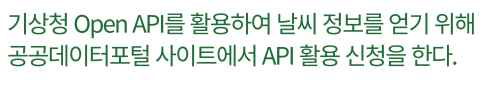 기상청 Open API를 활용하여 날씨 정보를 얻기 위해
공공데이터포털 사이트에서 API 활용 신청을 한다.